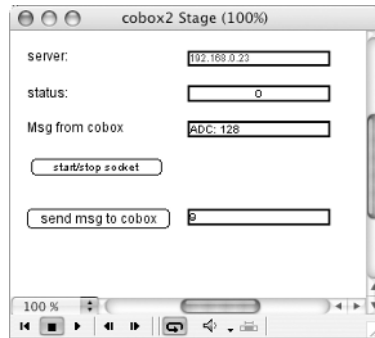 cobox2 Stage (100%)
server: 192.168.0.23
status: 0
Msg from cobox ADC: 128
start/stop socket
send msg to cobox 9
100 %